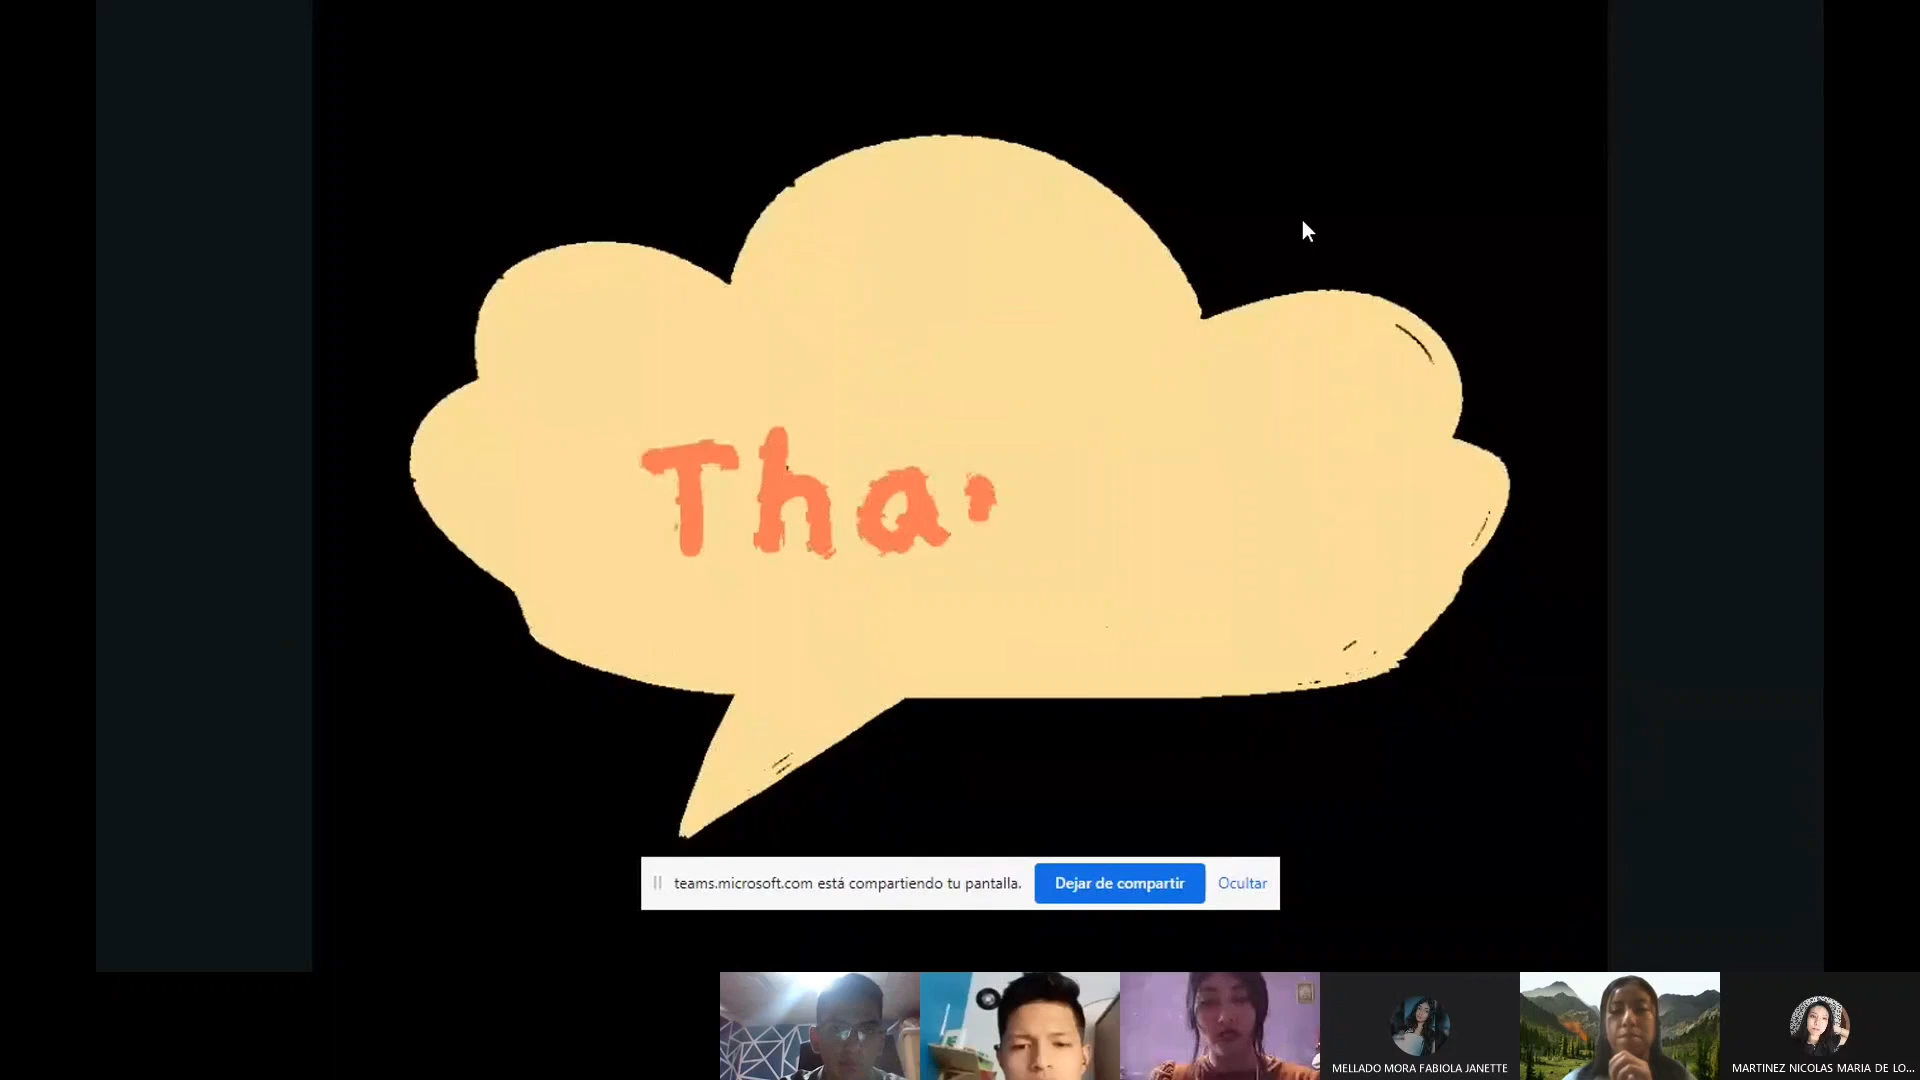 Tha
teams.microsoft.com está compartiendo tu pantalla. Dejar de compartir Ocultar
MELLADO MORA FABIOLA JANETTE
MARTINEZ NICOLAS MARIA DE LO...